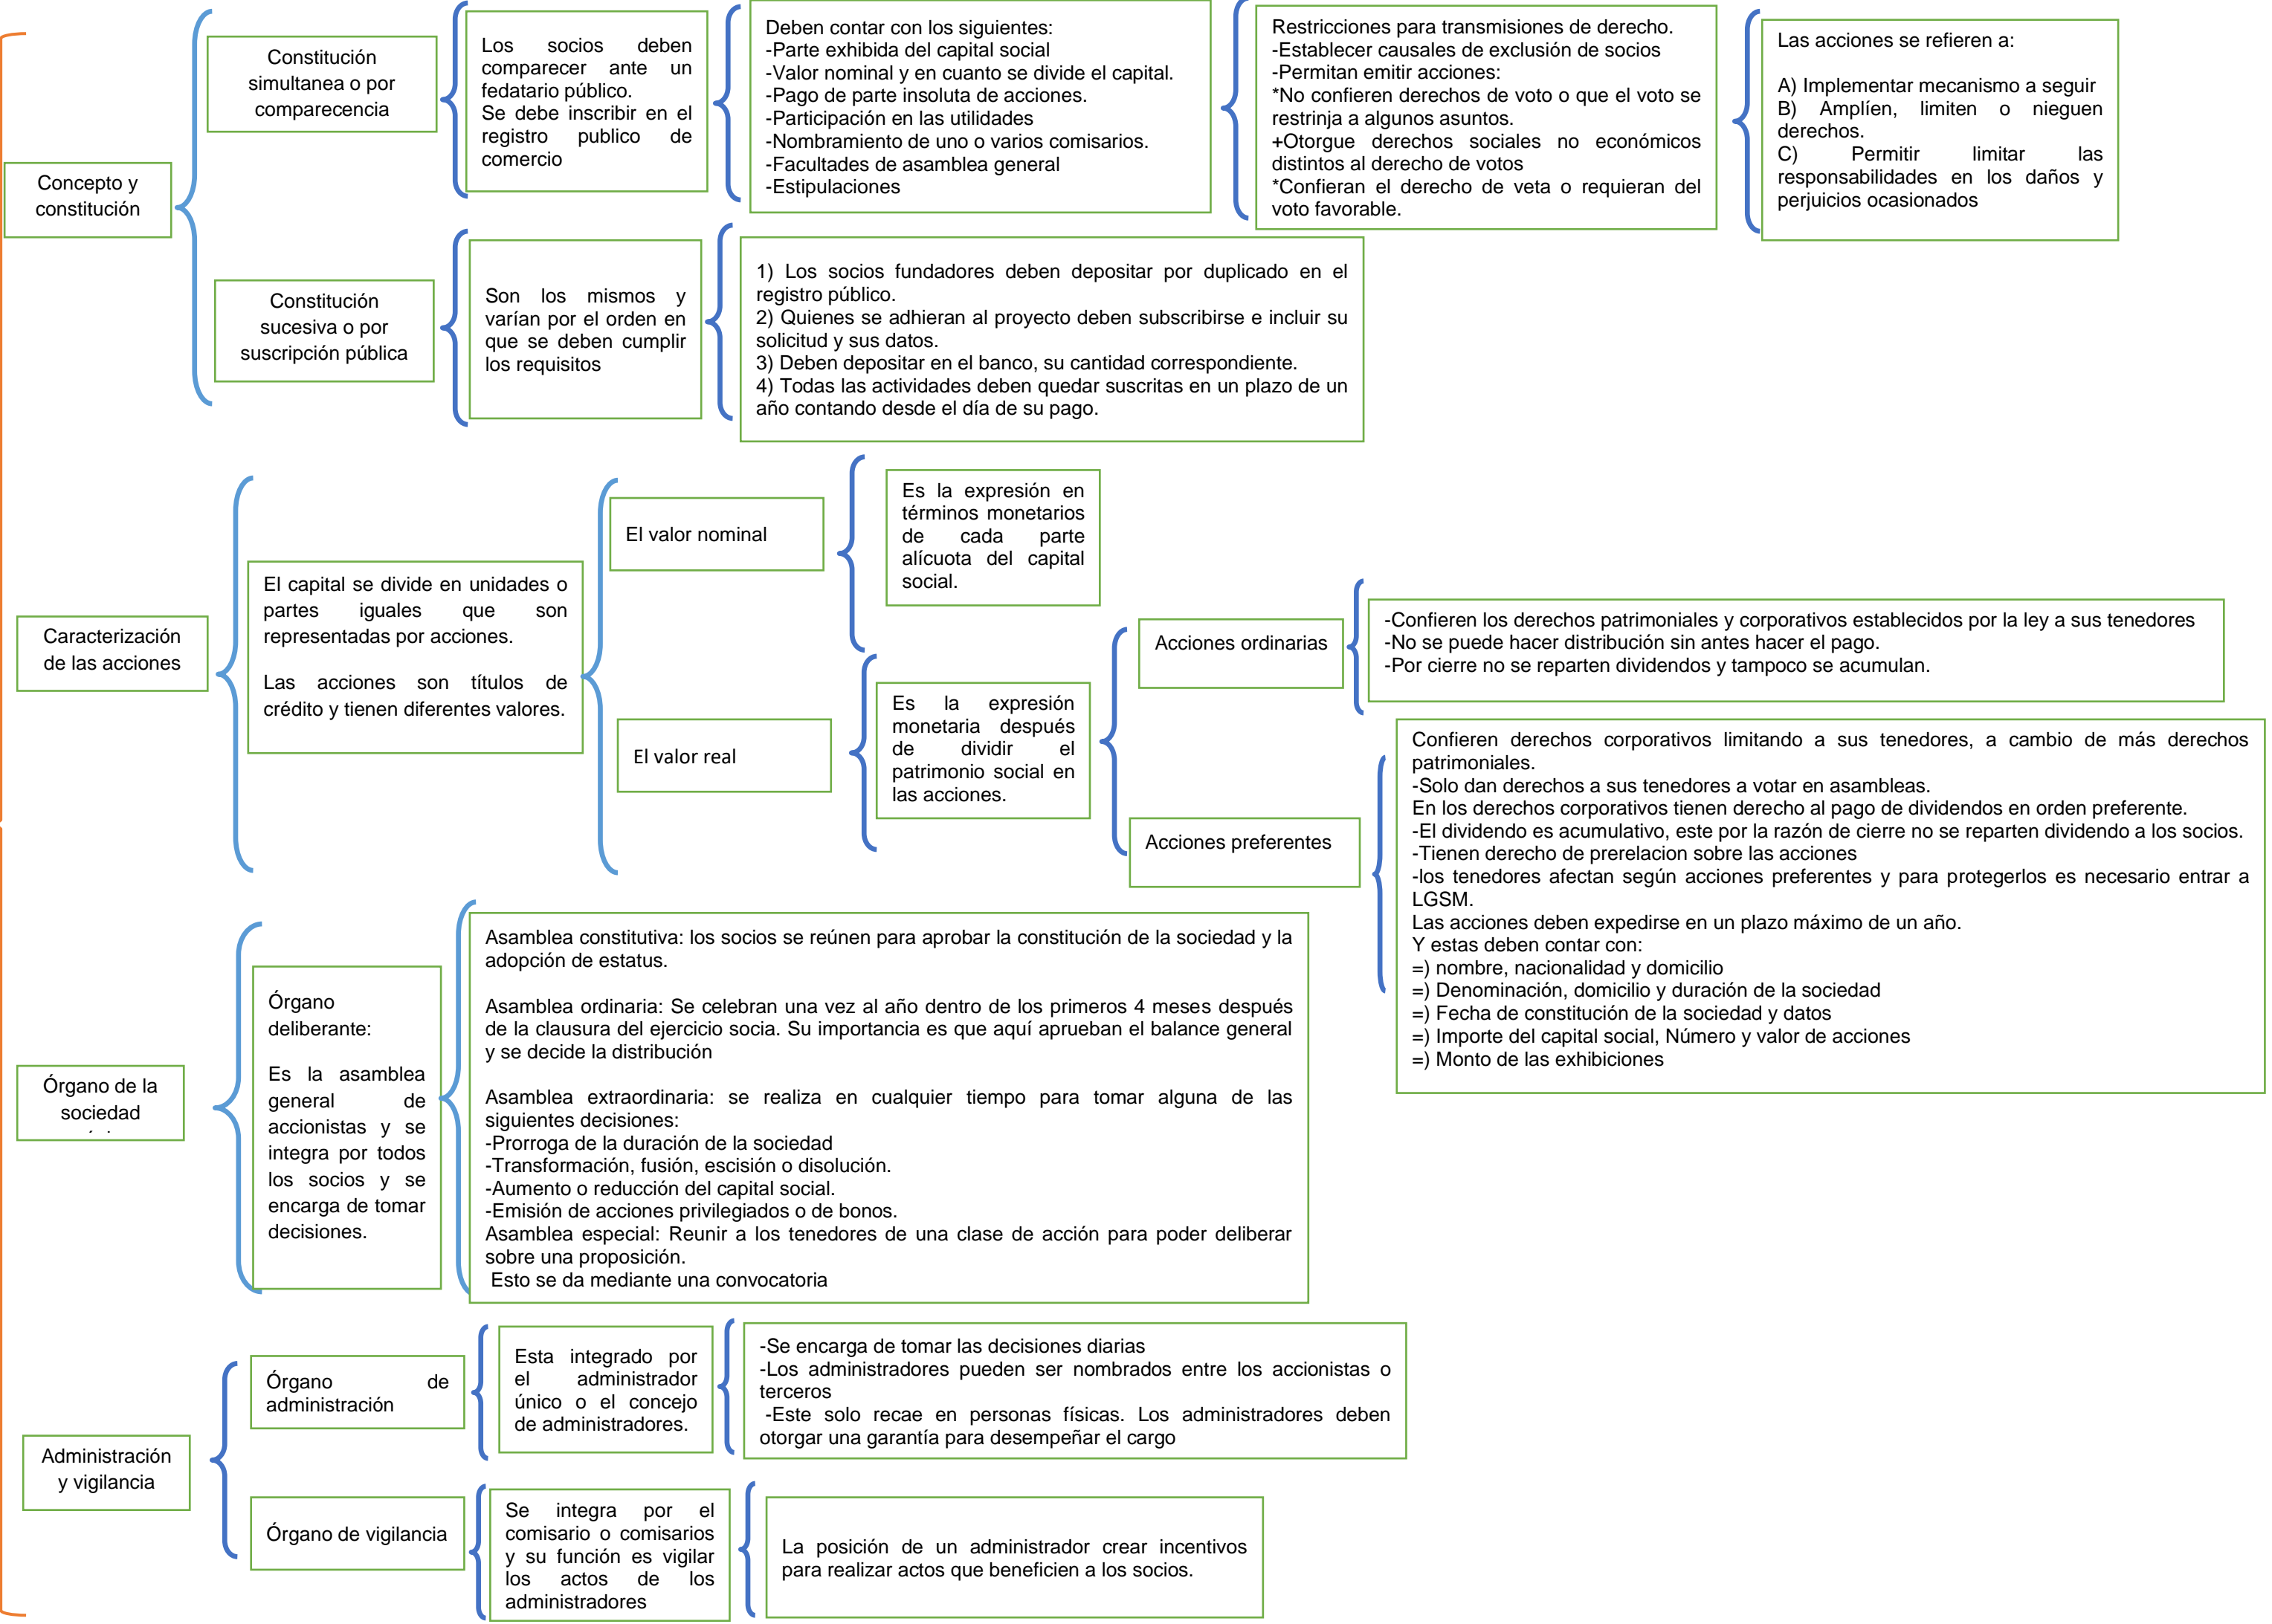 Concepto y
constitución
Constitución
simultanea o por
comparecencia
Los socios deben
comparecer ante un
fedatario público.
Se debe inscribir en el
registro publico de
comercio
Deben contar con los siguientes:
-Parte exhibida del capital social
-Valor nominal y en cuanto se divide el capital.
-Pago de parte insoluta de acciones.
-Participación en las utilidades
-Nombramiento de uno o varios comisarios.
-Facultades de asamblea general
-Estipulaciones
Restricciones para transmisiones de derecho.
-Establecer causales de exclusión de socios
-Permitan emitir acciones:
*No confieren derechos de voto o que el voto se
restrinja a algunos asuntos.
+Otorgue derechos sociales no económicos
distintos al derecho de votos
*Confieran el derecho de veta o requieran del
voto favorable.
Las acciones se refieren a:
A) Implementar mecanismo a seguir
B) Amplíen, limiten o nieguen
derechos.
C) Permitir limitar las
responsabilidades en los daños y
perjuicios ocasionados
Constitución
sucesiva o por
suscripción pública
Son los mismos y
varían por el orden en
que se deben cumplir
los requisitos
1) Los socios fundadores deben depositar por duplicado en el
registro público.
2) Quienes se adhieran al proyecto deben subscribirse e incluir su
solicitud y sus datos.
3) Deben depositar en el banco, su cantidad correspondiente.
4) Todas las actividades deben quedar suscritas en un plazo de un
año contando desde el día de su pago.
Caracterización
de las acciones
El capital se divide en unidades o
partes iguales que son
representadas por acciones.
Las acciones son títulos de
crédito y tienen diferentes valores.
El valor nominal
Es la expresión en
términos monetarios
de cada parte
alícuota del capital
social.
El valor real
Es la expresión
monetaria después
de dividir el
patrimonio social en
las acciones.
Acciones ordinarias
-Confieren los derechos patrimoniales y corporativos establecidos por la ley a sus tenedores
-No se puede hacer distribución sin antes hacer el pago.
-Por cierre no se reparten dividendos y tampoco se acumulan.
Acciones preferentes
Confieren derechos corporativos limitando a sus tenedores, a cambio de más derechos
patrimoniales.
-Solo dan derechos a sus tenedores a votar en asambleas.
En los derechos corporativos tienen derecho al pago de dividendos en orden preferente.
-El dividendo es acumulativo, este por la razón de cierre no se reparten dividendo a los socios.
-Tienen derecho de prerelacion sobre las acciones
-los tenedores afectan según acciones preferentes y para protegerlos es necesario entrar a
LGSM.
Las acciones deben expedirse en un plazo máximo de un año.
Y estas deben contar con:
=) nombre, nacionalidad y domicilio
=) Denominación, domicilio y duración de la sociedad
=) Fecha de constitución de la sociedad y datos
=) Importe del capital social, Número y valor de acciones
=) Monto de las exhibiciones
Órgano de la
sociedad
Órgano
deliberante:
Es la asamblea
general de
accionistas y se
integra por todos
los socios y se
encarga de tomar
decisiones.
Asamblea constitutiva: los socios se reúnen para aprobar la constitución de la sociedad y la
adopción de estatus.
Asamblea ordinaria: Se celebran una vez al año dentro de los primeros 4 meses después
de la clausura del ejercicio socia. Su importancia es que aquí aprueban el balance general
y se decide la distribución
Asamblea extraordinaria: se realiza en cualquier tiempo para tomar alguna de las
siguientes decisiones:
-Prorroga de la duración de la sociedad
-Transformación, fusión, escisión o disolución.
-Aumento o reducción del capital social.
-Emisión de acciones privilegiados o de bonos.
Asamblea especial: Reunir a los tenedores de una clase de acción para poder deliberar
sobre una proposición.
Esto se da mediante una convocatoria
Administración
y vigilancia
Órgano de
administración
Esta integrado por
el administrador
único o el concejo
de administradores.
-Se encarga de tomar las decisiones diarias
-Los administradores pueden ser nombrados entre los accionistas o
terceros
-Este solo recae en personas físicas. Los administradores deben
otorgar una garantía para desempeñar el cargo
Órgano de vigilancia
Se integra por el
comisario o comisarios
y su función es vigilar
los actos de los
administradores
La posición de un administrador crear incentivos
para realizar actos que beneficien a los socios.